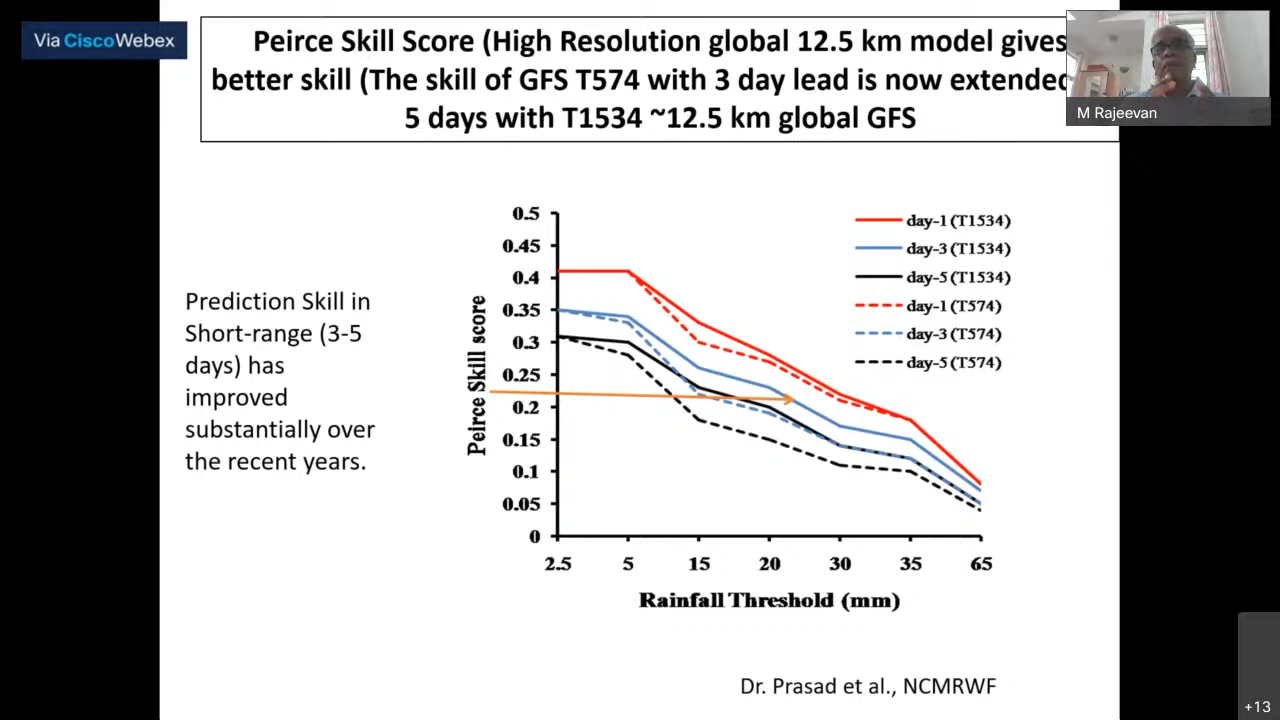 Via CiscoWebex
Peirce Skill Score (High Resolution global 12.5 km model gives
better skill (The skill of GFS T574 with 3 day lead is now extended
5 days with T1534 ~12.5 km global GFS
M Rajeevan
Prediction Skill in
Short-range (3-5
days) has
improved
substantially over
the recent years.
Peirce Skill score
0.5
0.45
0.4
0.35
0.3
0.25
0.2
0.15
0.1
0.05
0
day-1 (T1534)
day-3 (T1534)
day-5 (T1534)
day-1 (T574)
day-3 (T574)
day-5 (T574)
2.5 5 15 20 30 35 65
Rainfall Threshold (mm)
Dr. Prasad et al., NCMRWF
+13